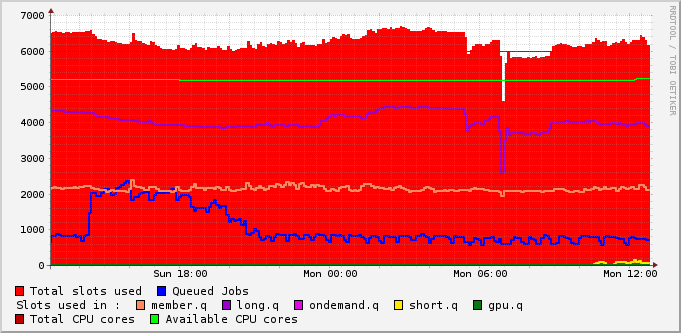 7000
6000
5000
4000
3000
2000
1000
0
Sun 18:00 Mon 00:00 Mon 06:00 Mon 12:00
RRDTOOL / TOBI OETIKER
Total slots used Queued Jobs
Slots used in : member.q long.q ondemand.q short.q gpu.q
Total CPU cores Available CPU cores